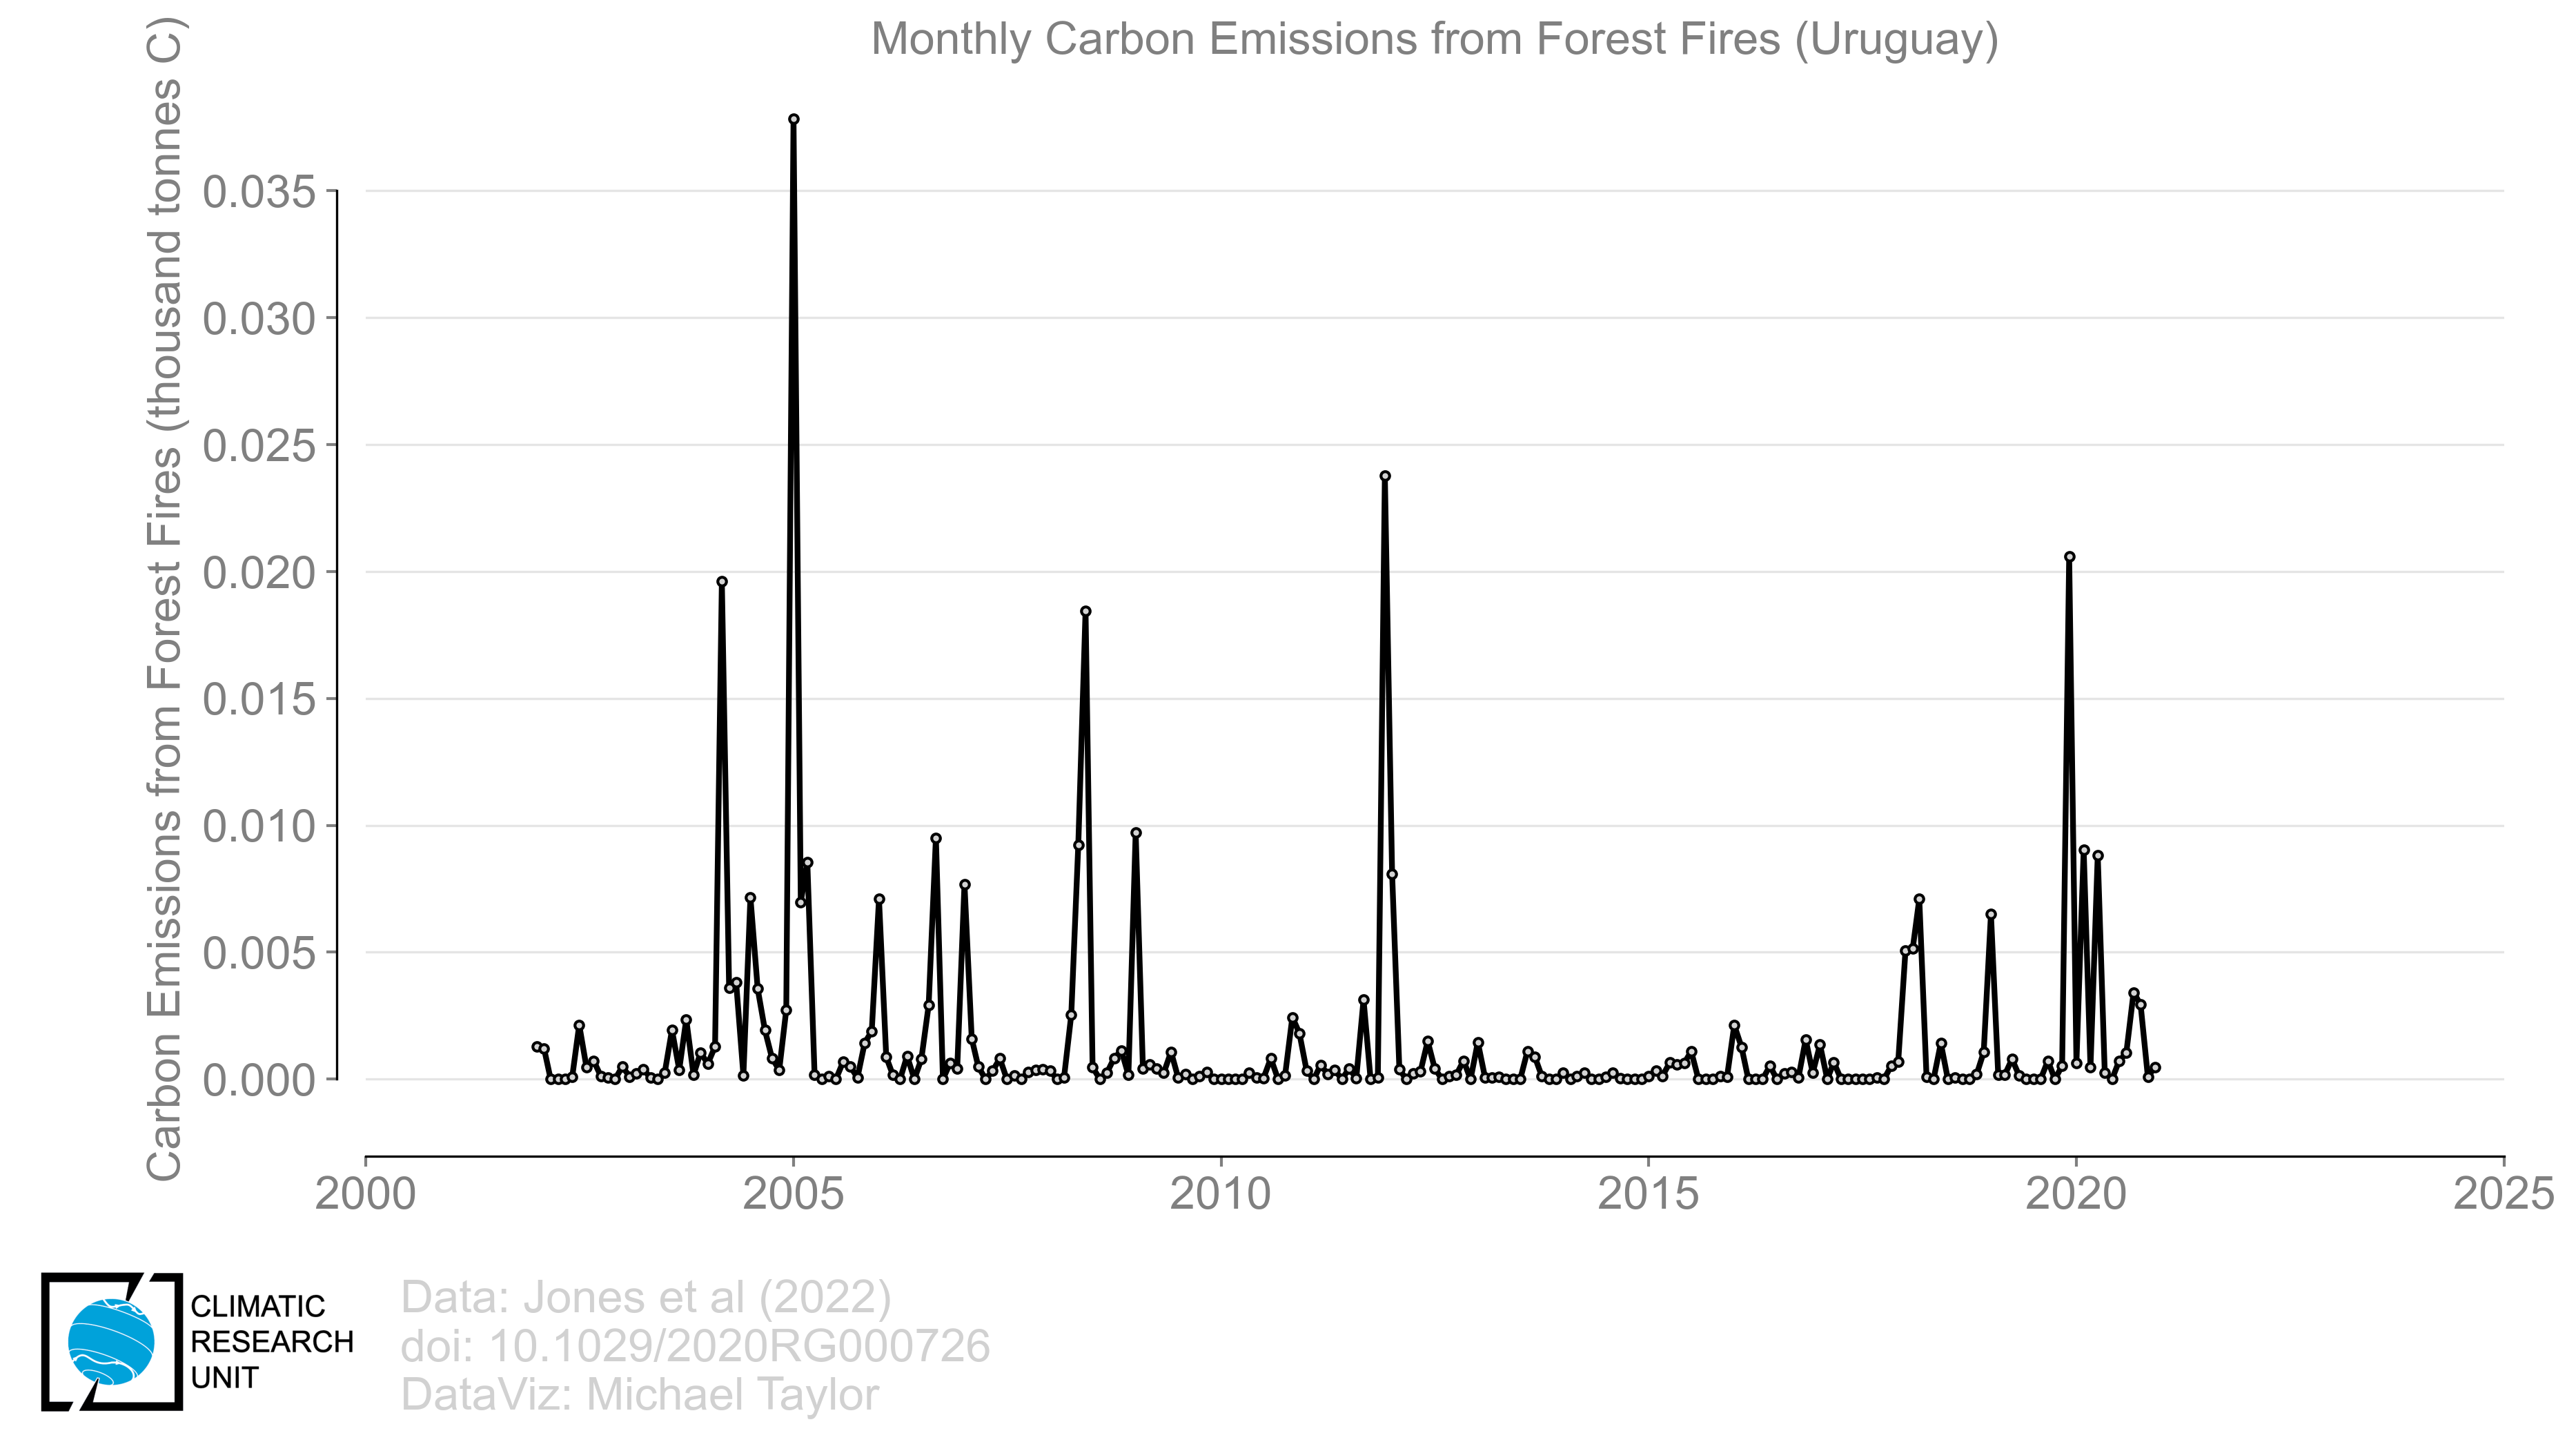 Monthly Carbon Emissions from Forest Fires (Uruguay)
Carbon Emissions from Forest Fires (thousand tonnes C)
0.035
0.030
0.025
0.020
0.015
0.010
0.005
0.000
2000
2005
2010
2015
2020
2025
CLIMATIC
RESEARCH
UNIT
Data: Jones et al (2022)
doi: 10.1029/2020RG000726
DataViz: Michael Taylor